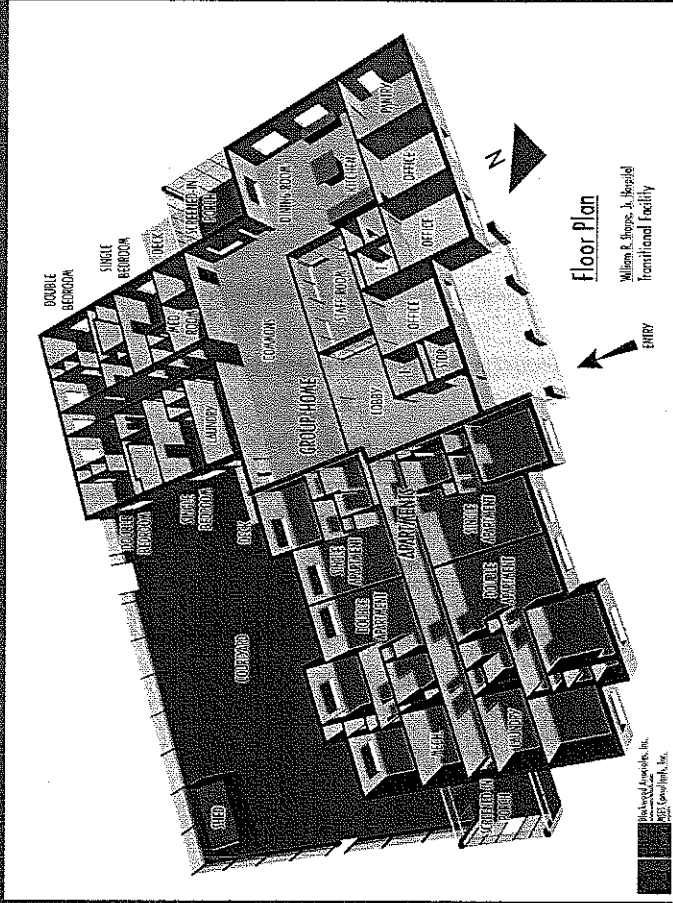 DOUBLE
BEDROOM
SINGLE
BEDROOM
DECK
SCREENED-IN
PORCH
MED.
ROOM
DINING ROOM
KITCHEN
PANTRY
OFFICE
OFFICE
OFFICE
STAFF ROOM
COMMONS
GROUP HOME
LOBBY
STOR.
LAUNDRY
DOUBLE
BEDROOM
SINGLE
BEDROOM
DECK
COURTYARD
SHED
APARTMENTS
SINGLE
APARTMENT
DOUBLE
APARTMENT
SINGLE
APARTMENT
DOUBLE
APARTMENT
LAUNDRY
SCREENED-IN
PORCH
N
ENTRY
Floor Plan
William R. Sharpe, Jr. Hospital
Transitional Facility
Blackwood Associates, Inc.
Consultants, Inc.